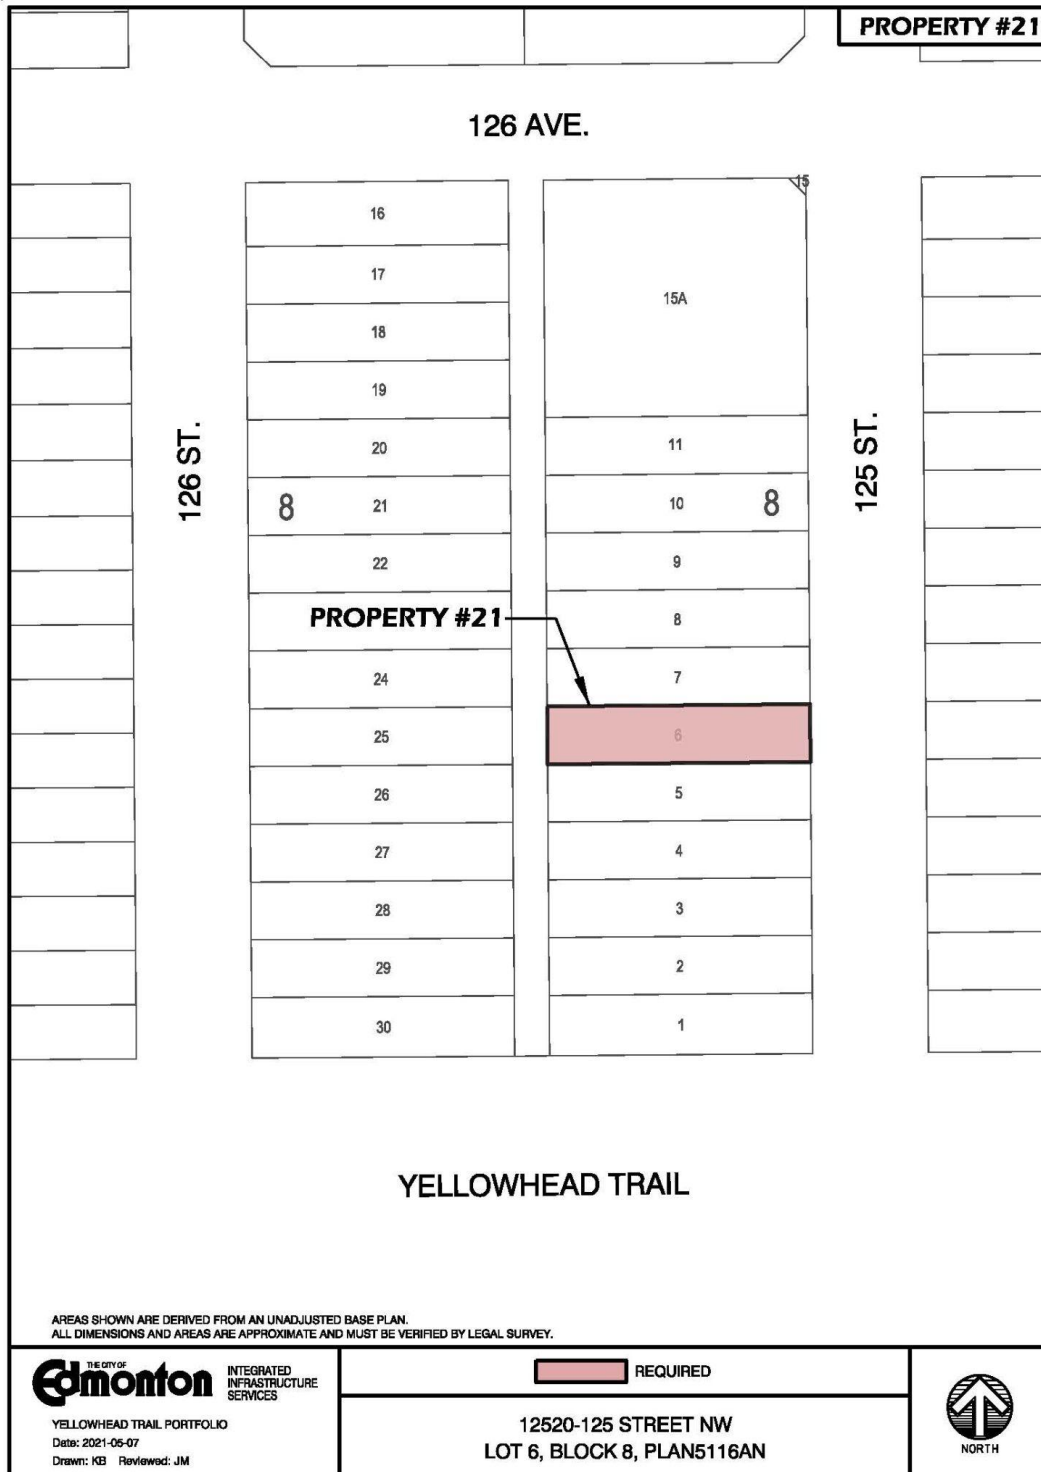 PROPERTY #21
126 AVE.
15
16
17
15A
18
19
126 ST.
20
11
125 ST.
8
21
10
8
22
9
PROPERTY #21
8
24
7
25
6
26
5
27
4
28
3
29
2
30
1
YELLOWHEAD TRAIL
AREAS SHOWN ARE DERIVED FROM AN UNADJUSTED BASE PLAN.
ALL DIMENSIONS AND AREAS ARE APPROXIMATE AND MUST BE VERIFIED BY LEGAL SURVEY.
THE CITY OF
Edmonton
INTEGRATED
INFRASTRUCTURE
SERVICES
YELLOWHEAD TRAIL PORTFOLIO
Date: 2021-05-07
Drawn: KB Reviewed: JM
REQUIRED
12520-125 STREET NW
LOT 6, BLOCK 8, PLAN5116AN
NORTH